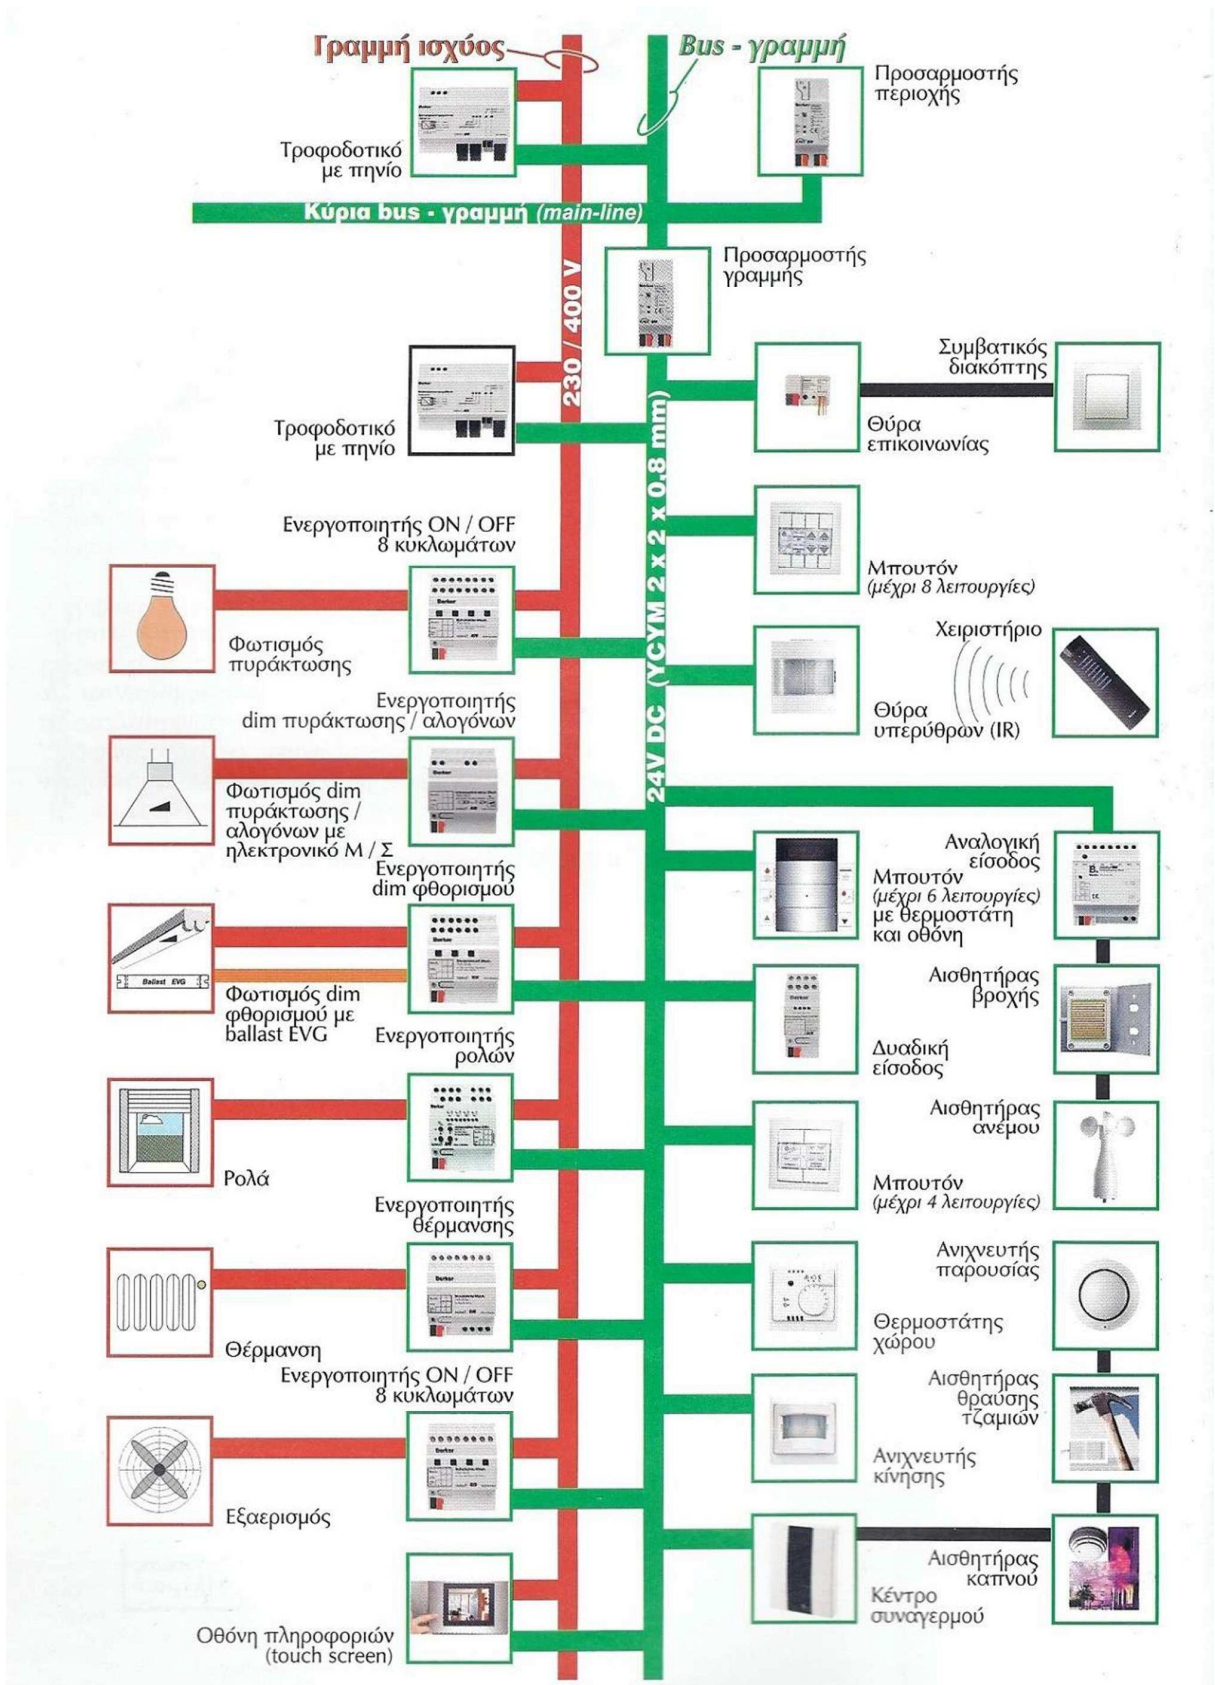 Γραμμή ισχύος
Bus - γραμμή
Προσαρμοστής
περιοχής
Τροφοδοτικό
με πηνίο
Κύρια bus - γραμμή (main-line)
Προσαρμοστής
γραμμής
230 / 400 V
Τροφοδοτικό
με πηνίο
24V DC (YCYM 2 x 2 x 0.8 mm)
Συμβατικός
διακόπτης
Θύρα
επικοινωνίας
Ενεργοποιητής ON / OFF
8 κυκλωμάτων
Berker
Φωτισμός
πυράκτωσης
Μπουτόν
(μέχρι 8 λειτουργίες)
Χειριστήριο
Θύρα
υπερύθρων (IR)
Ενεργοποιητής
dim πυράκτωσης / αλογόνων
Berker
Φωτισμός dim
πυράκτωσης /
αλογόνων με
ηλεκτρονικό Μ / Σ
Αναλογική
είσοδος
Μπουτόν
(μέχρι 6 λειτουργίες)
με θερμοστάτη
και οθόνη
Ενεργοποιητής
dim φθορισμού
Berker
Ballast EVG
Φωτισμός dim
φθορισμού με
ballast EVG
Αισθητήρας
βροχής
Berker
Δυαδική
είσοδος
Ενεργοποιητής
ρολών
Ρολά
Αισθητήρας
ανέμου
Μπουτόν
(μέχρι 4 λειτουργίες)
Ενεργοποιητής
θέρμανσης
Berker
Θέρμανση
Ανιχνευτής
παρουσίας
Θερμοστάτης
χώρου
Ενεργοποιητής ON / OFF
8 κυκλωμάτων
Berker
Εξαερισμός
Αισθητήρας
θραύσης
τζαμιών
Ανιχνευτής
κίνησης
Αισθητήρας
καπνού
Κέντρο
συναγερμού
Οθόνη πληροφοριών
(touch screen)